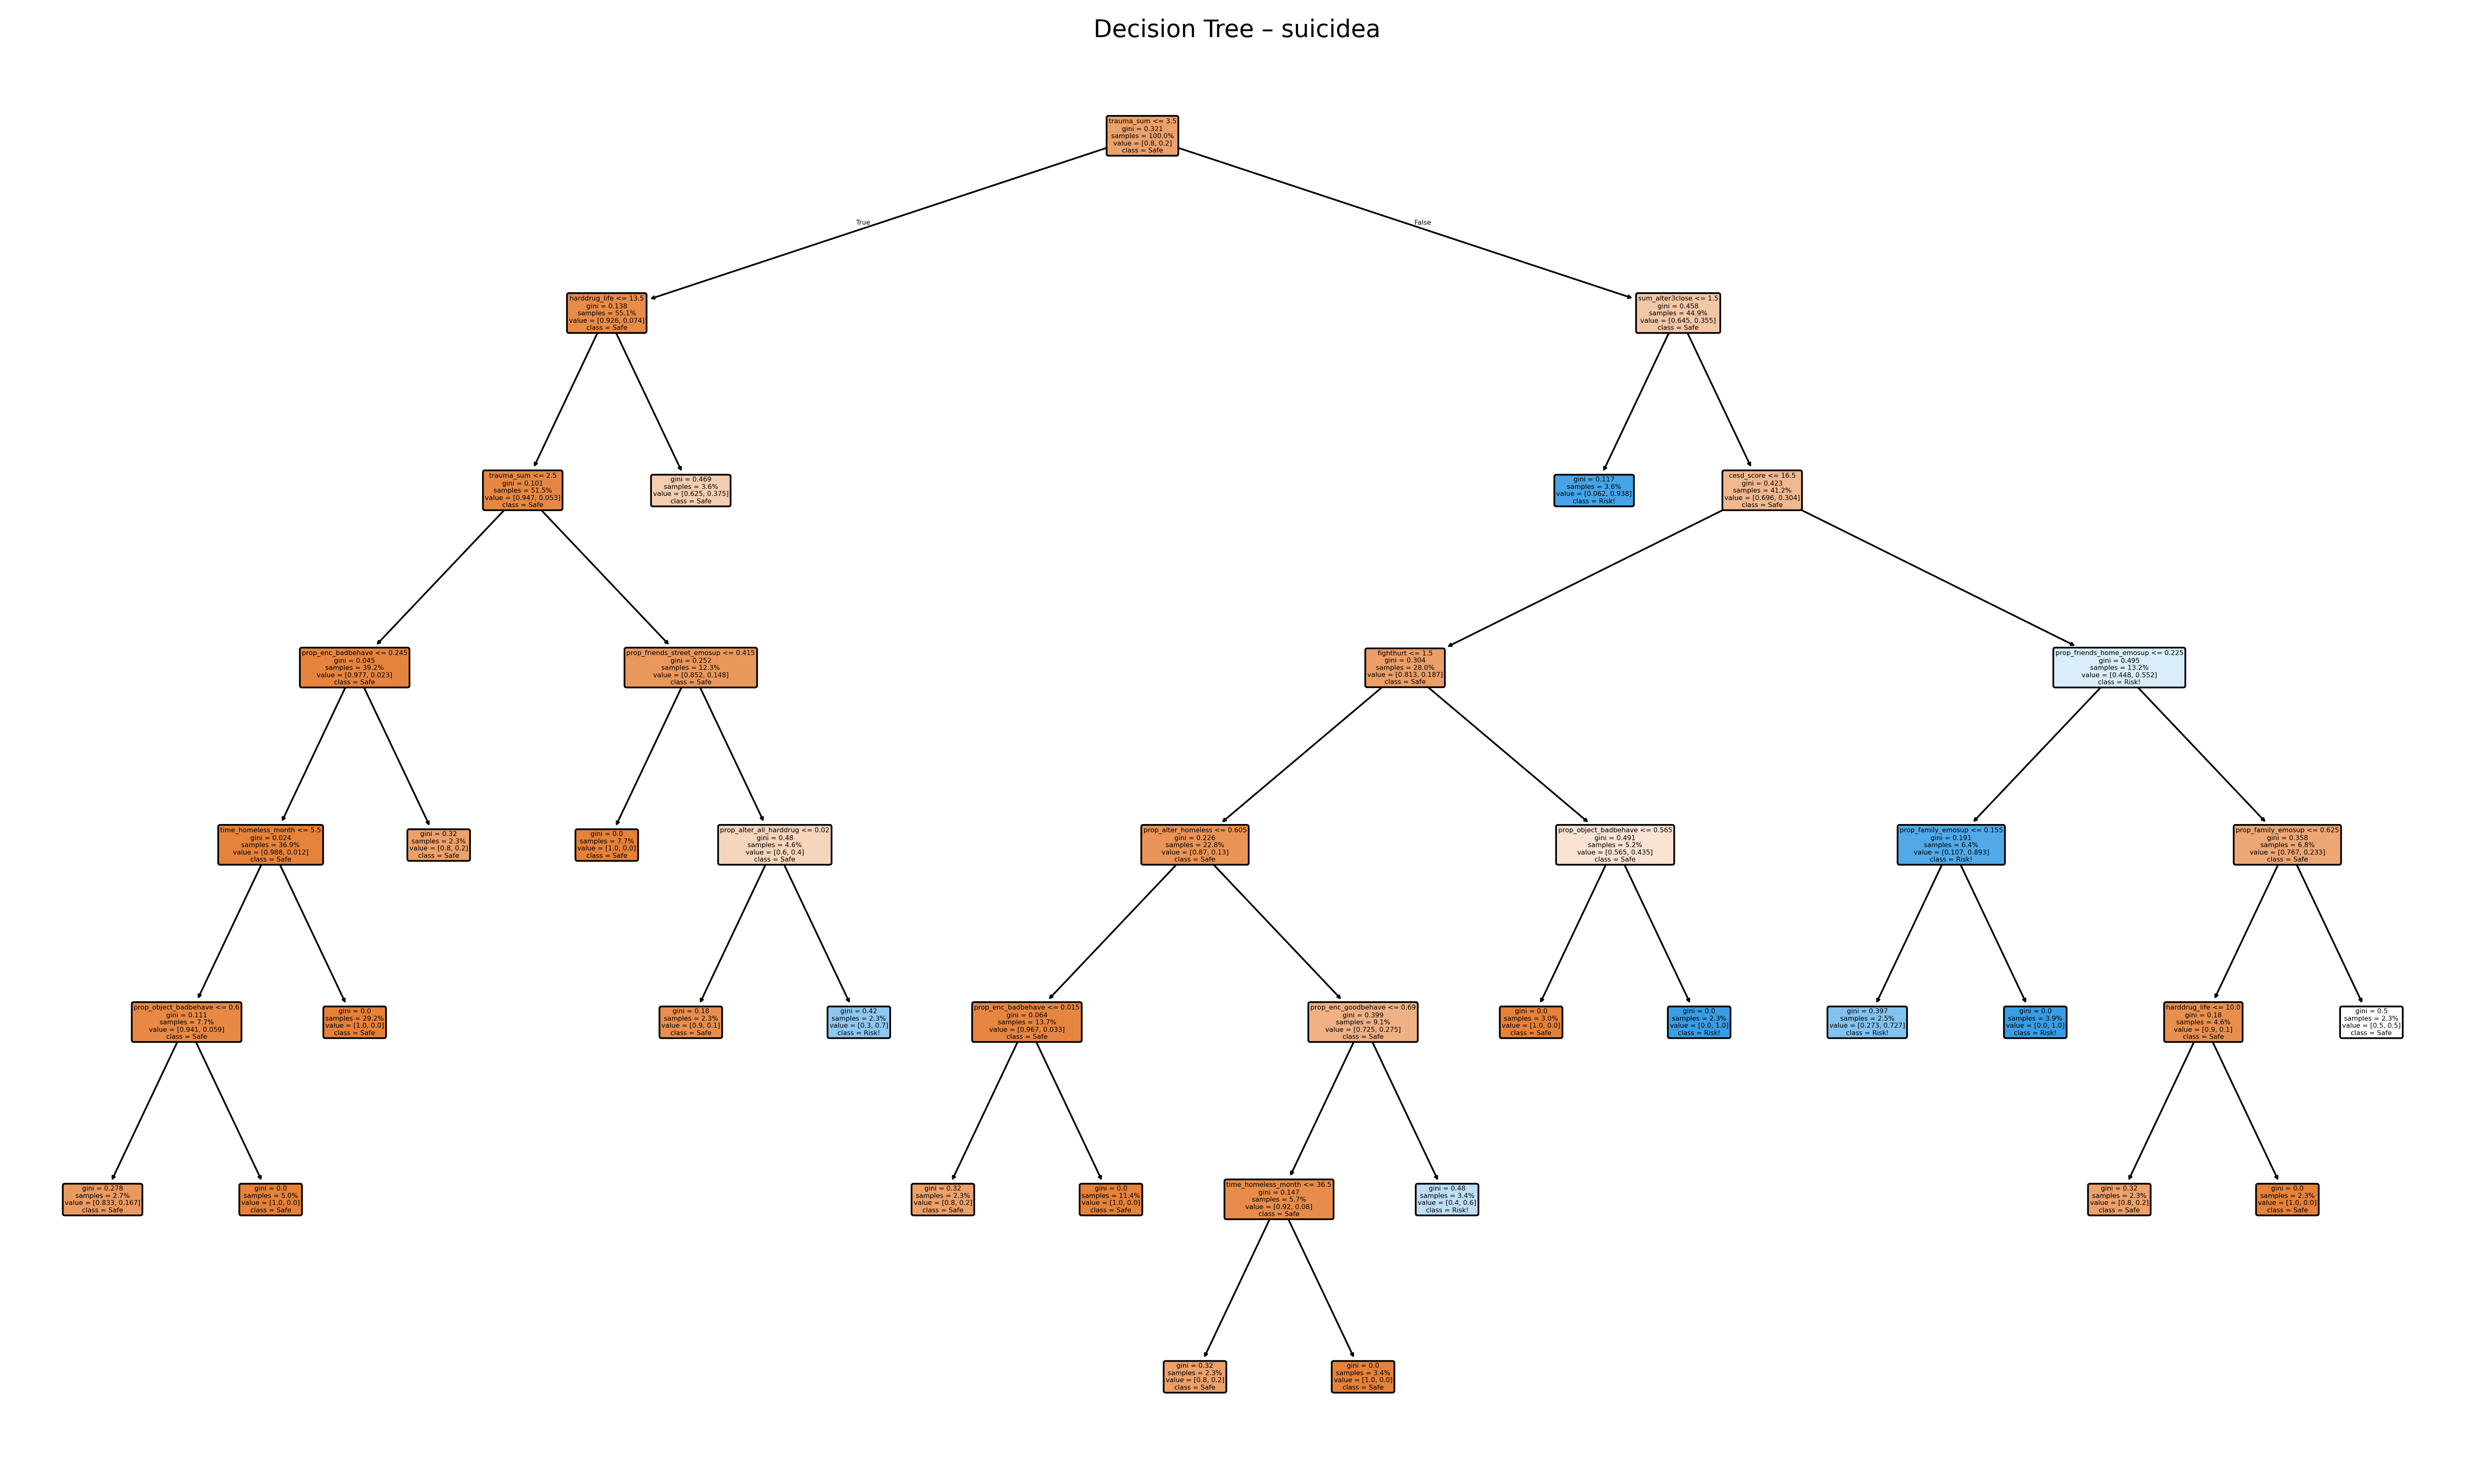 Decision Tree – suicidea
trauma_sum <= 3.5
gini = 0.321
samples = 100.0%
value = [0.8, 0.2]
class = Safe
True
False
harddrug_life <= 13.5
gini = 0.138
samples = 55.1%
value = [0.926, 0.074]
class = Safe
sum_alter3close <= 1.5
gini = 0.458
samples = 44.9%
value = [0.645, 0.355]
class = Safe
trauma_sum <= 2.5
gini = 0.101
samples = 51.5%
value = [0.947, 0.053]
class = Safe
gini = 0.469
samples = 3.6%
value = [0.625, 0.375]
class = Safe
gini = 0.117
samples = 3.6%
value = [0.062, 0.938]
class = Risk!
cesd_score <= 16.5
gini = 0.423
samples = 41.2%
value = [0.696, 0.304]
class = Safe
prop_enc_badbehave <= 0.245
gini = 0.045
samples = 39.2%
value = [0.977, 0.023]
class = Safe
prop_friends_street_emosup <= 0.415
gini = 0.252
samples = 12.3%
value = [0.852, 0.148]
class = Safe
fighthurt <= 1.5
gini = 0.304
samples = 28.0%
value = [0.813, 0.187]
class = Safe
prop_friends_home_emosup <= 0.225
gini = 0.495
samples = 13.2%
value = [0.448, 0.552]
class = Risk!
time_homeless_month <= 5.5
gini = 0.024
samples = 36.9%
value = [0.988, 0.012]
class = Safe
gini = 0.32
samples = 2.3%
value = [0.8, 0.2]
class = Safe
gini = 0.0
samples = 7.7%
value = [1.0, 0.0]
class = Safe
prop_alter_all_harddrug <= 0.02
gini = 0.48
samples = 4.6%
value = [0.6, 0.4]
class = Safe
prop_alter_homeless <= 0.605
gini = 0.226
samples = 22.8%
value = [0.87, 0.13]
class = Safe
prop_object_badbehave <= 0.565
gini = 0.491
samples = 5.2%
value = [0.565, 0.435]
class = Safe
prop_family_emosup <= 0.155
gini = 0.191
samples = 6.4%
value = [0.107, 0.893]
class = Risk!
prop_family_emosup <= 0.625
gini = 0.358
samples = 6.8%
value = [0.767, 0.233]
class = Safe
prop_object_badbehave <= 0.6
gini = 0.111
samples = 7.7%
value = [0.941, 0.059]
class = Safe
gini = 0.0
samples = 29.2%
value = [1.0, 0.0]
class = Safe
gini = 0.18
samples = 2.3%
value = [0.9, 0.1]
class = Safe
gini = 0.42
samples = 2.3%
value = [0.3, 0.7]
class = Risk!
prop_enc_badbehave <= 0.015
gini = 0.064
samples = 13.7%
value = [0.967, 0.033]
class = Safe
prop_enc_goodbehave <= 0.69
gini = 0.399
samples = 9.1%
value = [0.725, 0.275]
class = Safe
gini = 0.0
samples = 3.0%
value = [1.0, 0.0]
class = Safe
gini = 0.0
samples = 2.3%
value = [0.0, 1.0]
class = Risk!
gini = 0.397
samples = 2.5%
value = [0.273, 0.727]
class = Risk!
gini = 0.0
samples = 3.9%
value = [0.0, 1.0]
class = Risk!
harddrug_life <= 10.0
gini = 0.18
samples = 4.6%
value = [0.9, 0.1]
class = Safe
gini = 0.5
samples = 2.3%
value = [0.5, 0.5]
class = Safe
gini = 0.278
samples = 2.7%
value = [0.833, 0.167]
class = Safe
gini = 0.0
samples = 5.0%
value = [1.0, 0.0]
class = Safe
gini = 0.32
samples = 2.3%
value = [0.8, 0.2]
class = Safe
gini = 0.0
samples = 11.4%
value = [1.0, 0.0]
class = Safe
time_homeless_month <= 36.5
gini = 0.147
samples = 5.7%
value = [0.92, 0.08]
class = Safe
gini = 0.48
samples = 3.4%
value = [0.4, 0.6]
class = Risk!
gini = 0.32
samples = 2.3%
value = [0.8, 0.2]
class = Safe
gini = 0.0
samples = 2.3%
value = [1.0, 0.0]
class = Safe
gini = 0.32
samples = 2.3%
value = [0.8, 0.2]
class = Safe
gini = 0.0
samples = 3.4%
value = [1.0, 0.0]
class = Safe